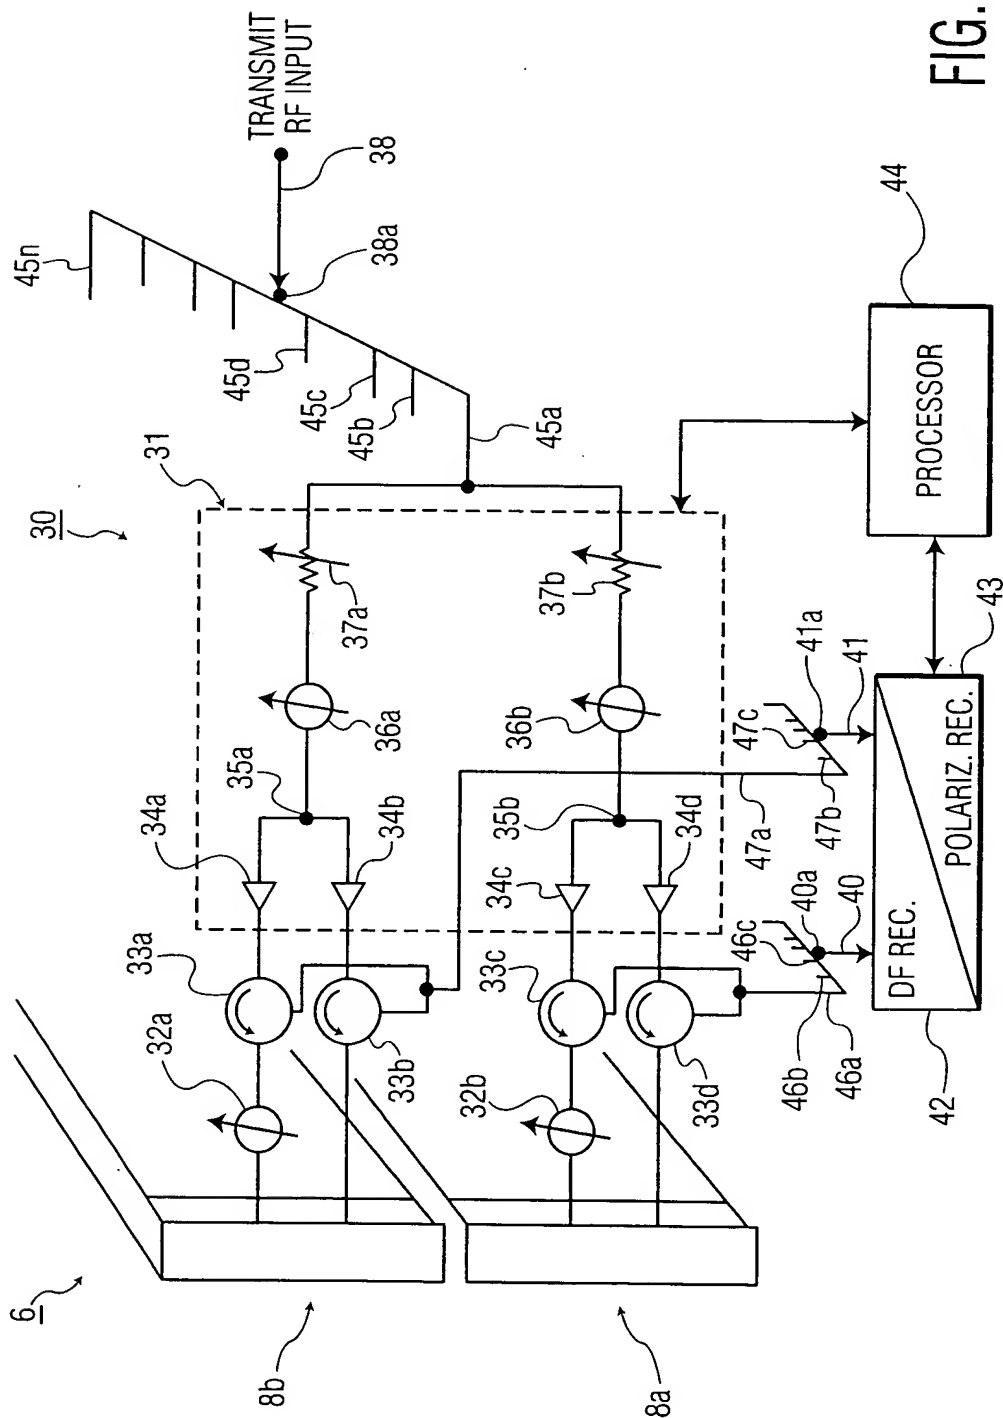 FIG.
TRANSMIT
RF INPUT
38
38a
45n
45d
45c
45b
45a
30
31
37a
37b
36a
36b
35a
35b
34a
34b
34c
34d
33a
33b
33c
33d
32a
32b
47c
47b
47a
41a
41
46c
46b
46a
40a
40
44
PROCESSOR
43
DF REC.
POLARIZ. REC.
42
6
8b
8a